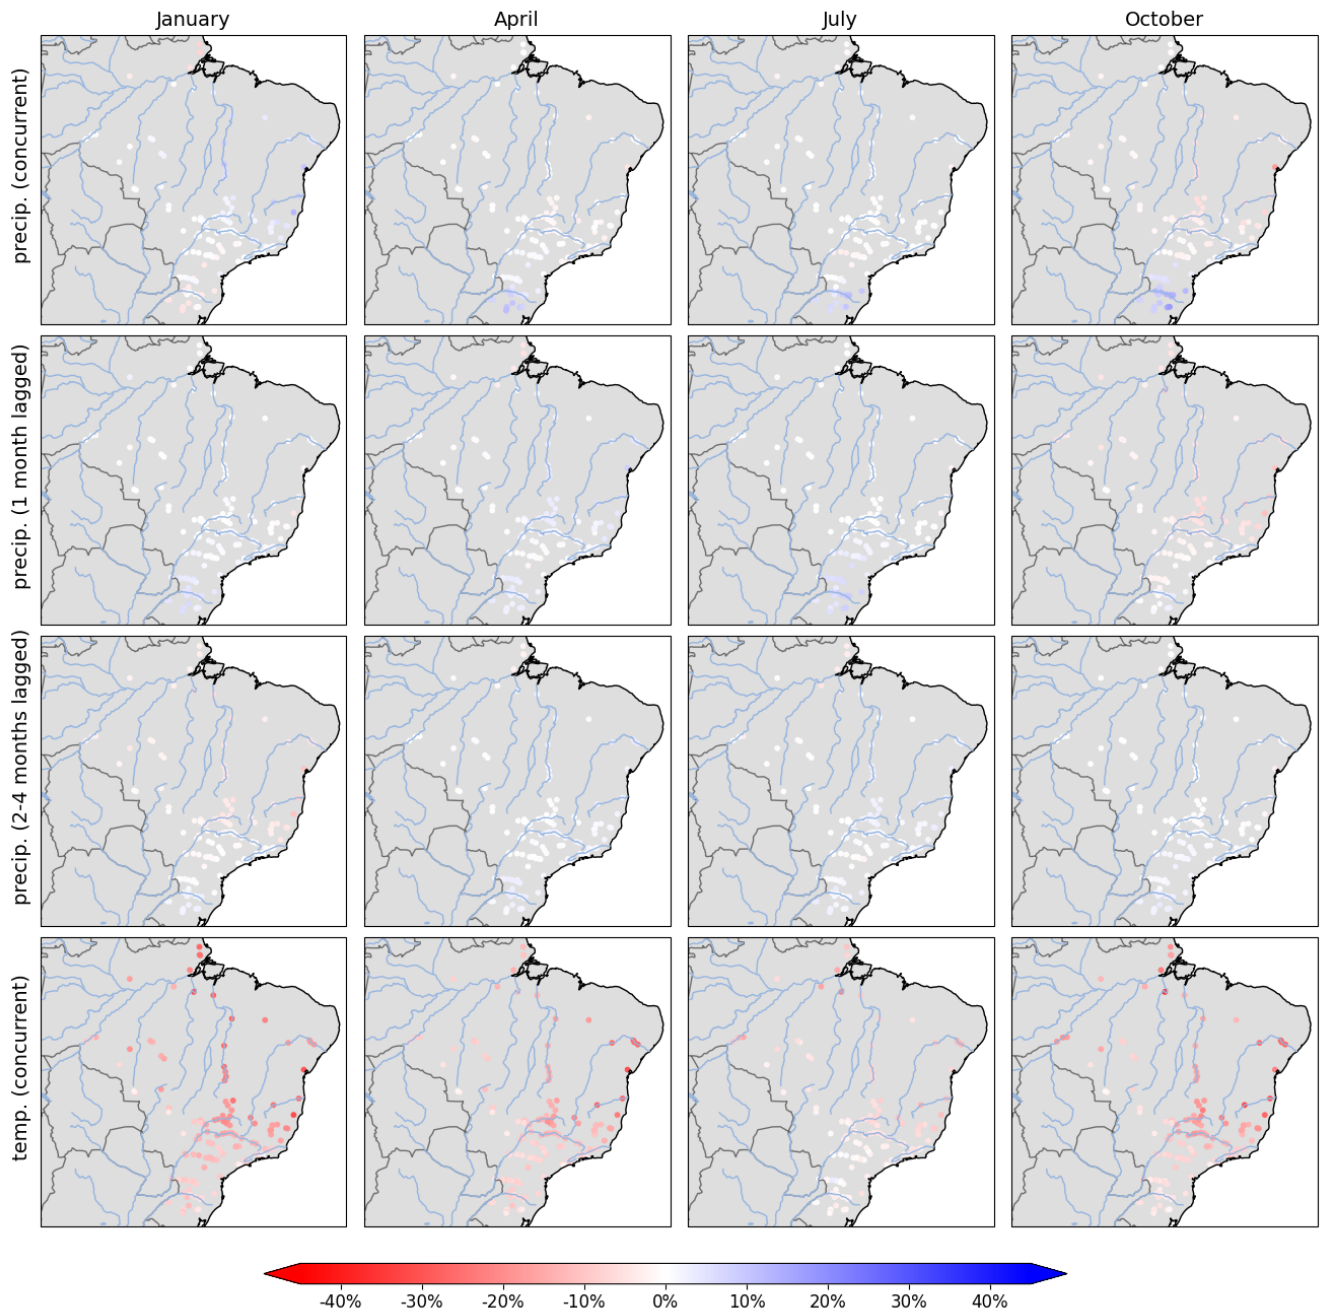 January April July October
precip. (concurrent)
precip. (1 month lagged)
precip. (2-4 months lagged)
temp. (concurrent)
-40% -30% -20% -10% 0% 10% 20% 30% 40%